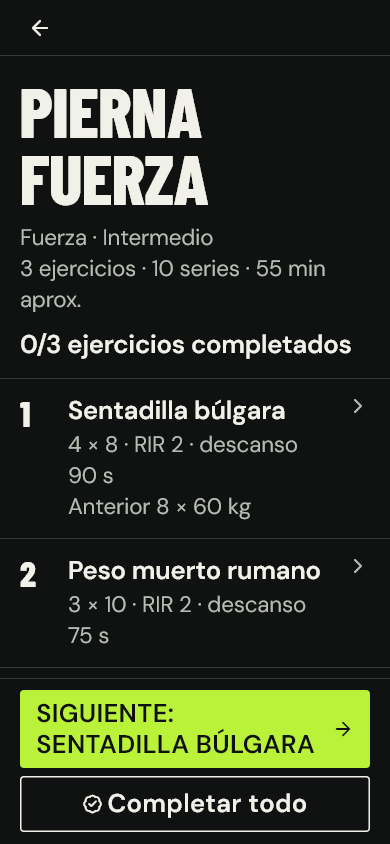 PIERNA
FUERZA
Fuerza · Intermedio
3 ejercicios · 10 series · 55 min
aprox.
0/3 ejercicios completados
1 Sentadilla búlgara
4 × 8 · RIR 2 · descanso
90 s
Anterior 8 × 60 kg
2 Peso muerto rumano
3 × 10 · RIR 2 · descanso
75 s
SIGUIENTE:
SENTADILLA BÚLGARA
Completar todo